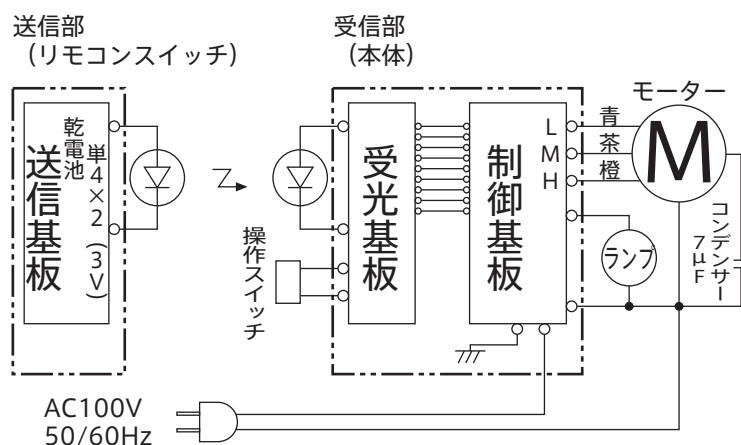 送信部
(リモコンスイッチ)
受信部
(本体)
送信基板
乾電池
単4×2(3V)
操作スイッチ
受光基板
制御基板
L
M
H
青
茶
橙
モーター
M
ランプ
コンデンサー
7μF
AC100V
50/60Hz